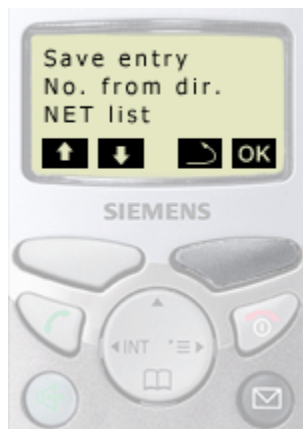 Save entry
No. from dir.
NET list
OK
SIEMENS
INT